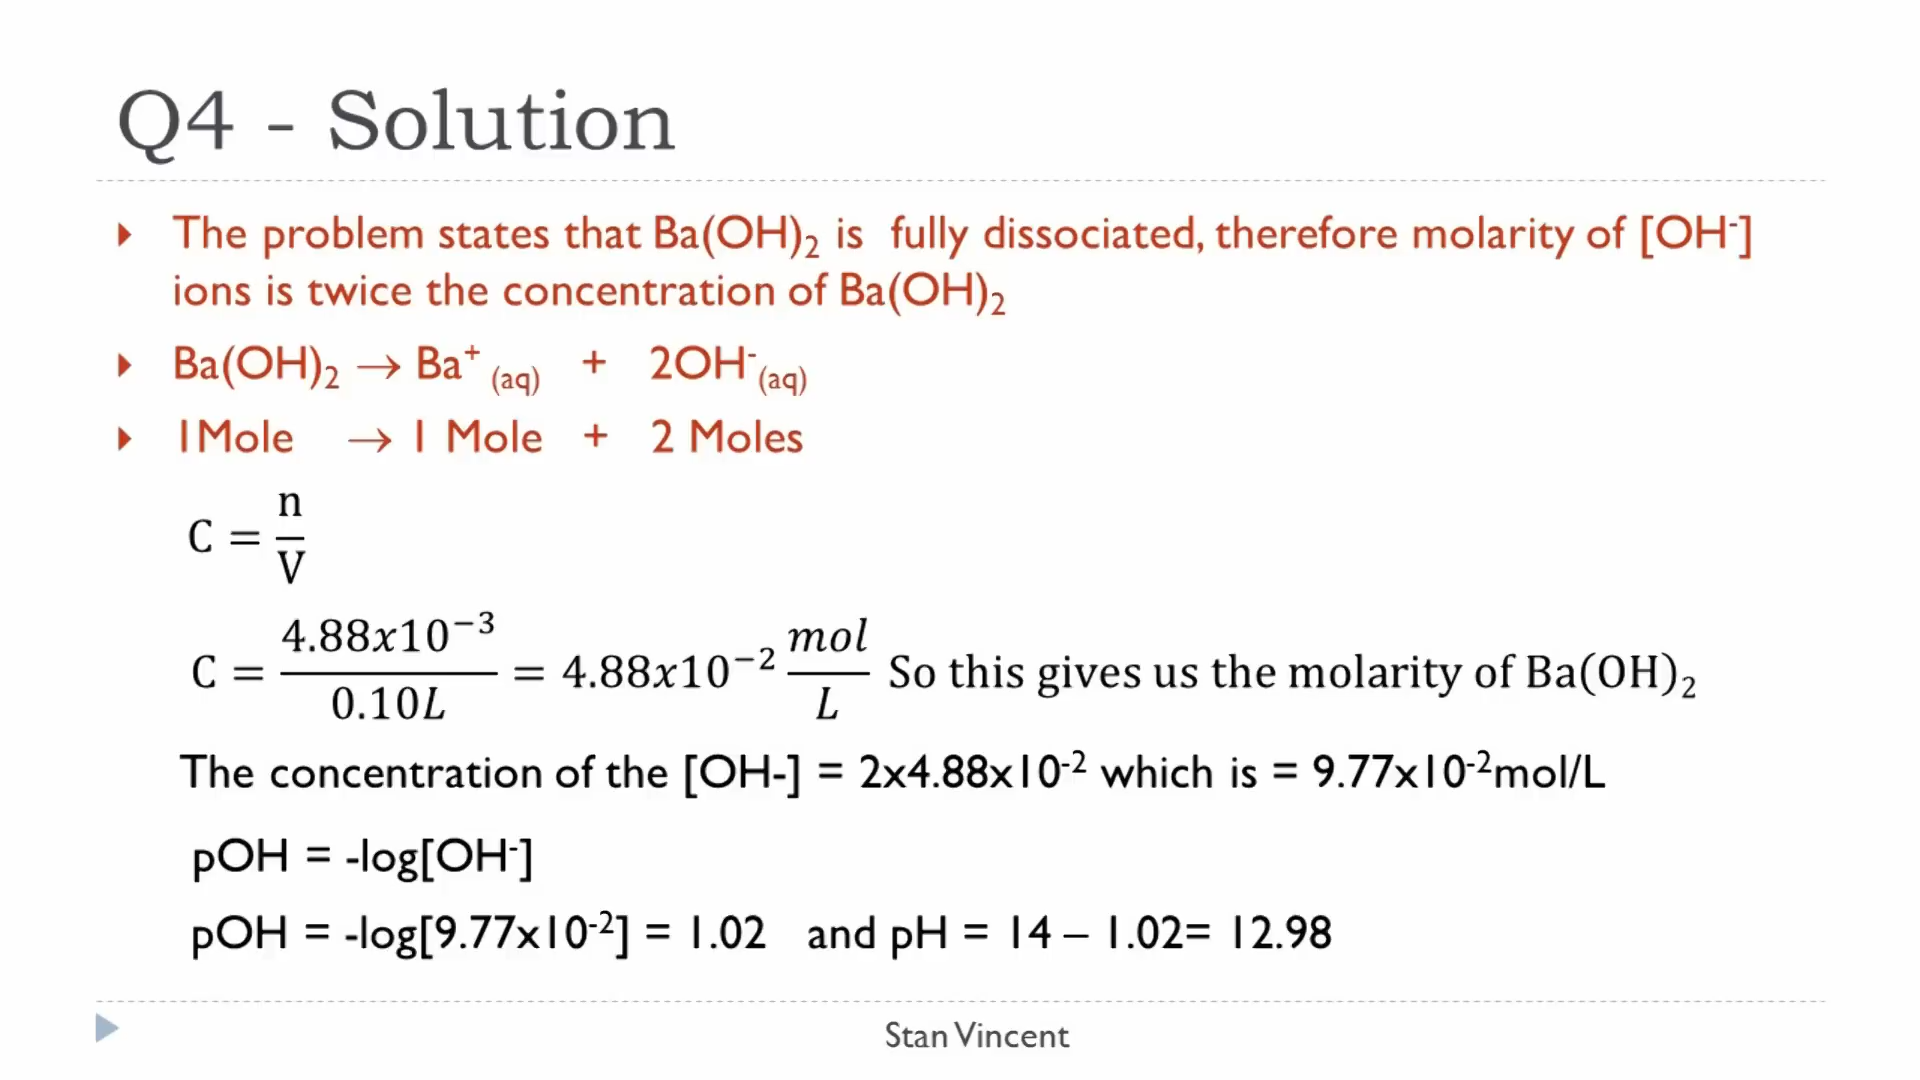 Q4 - Solution
The problem states that Ba(OH)₂ is fully dissociated, therefore molarity of [OH⁻]
ions is twice the concentration of Ba(OH)₂
Ba(OH)₂ → Ba⁺ (aq) + 2OH⁻(aq)
1Mole → 1 Mole + 2 Moles
C = n/V
C = 4.88x10⁻³/0.10L = 4.88x10⁻² mol/L So this gives us the molarity of Ba(OH)₂
The concentration of the [OH-] = 2x4.88x10⁻² which is = 9.77x10⁻²mol/L
pOH = -log[OH⁻]
pOH = -log[9.77x10⁻²] = 1.02 and pH = 14 – 1.02= 12.98
Stan Vincent